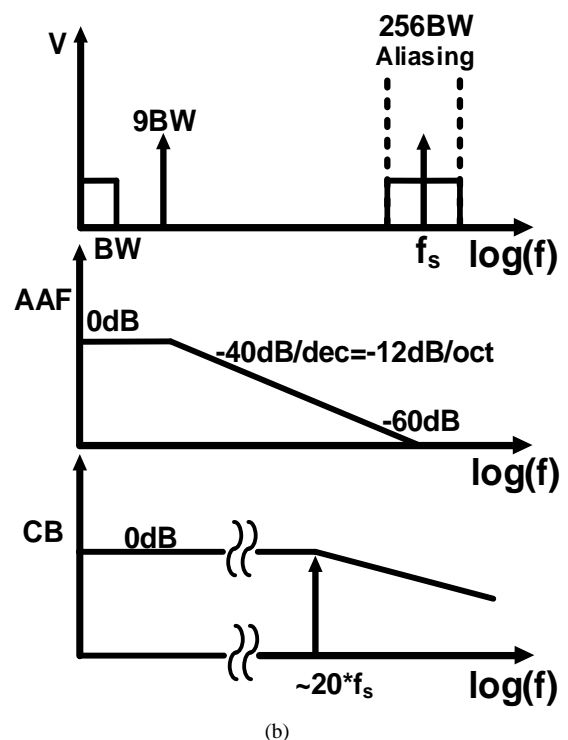 256BW
Aliasing
V
9BW
BW
fs
log(f)
AAF
0dB
-40dB/dec=-12dB/oct
-60dB
log(f)
CB
0dB
~20*fs
log(f)
(b)